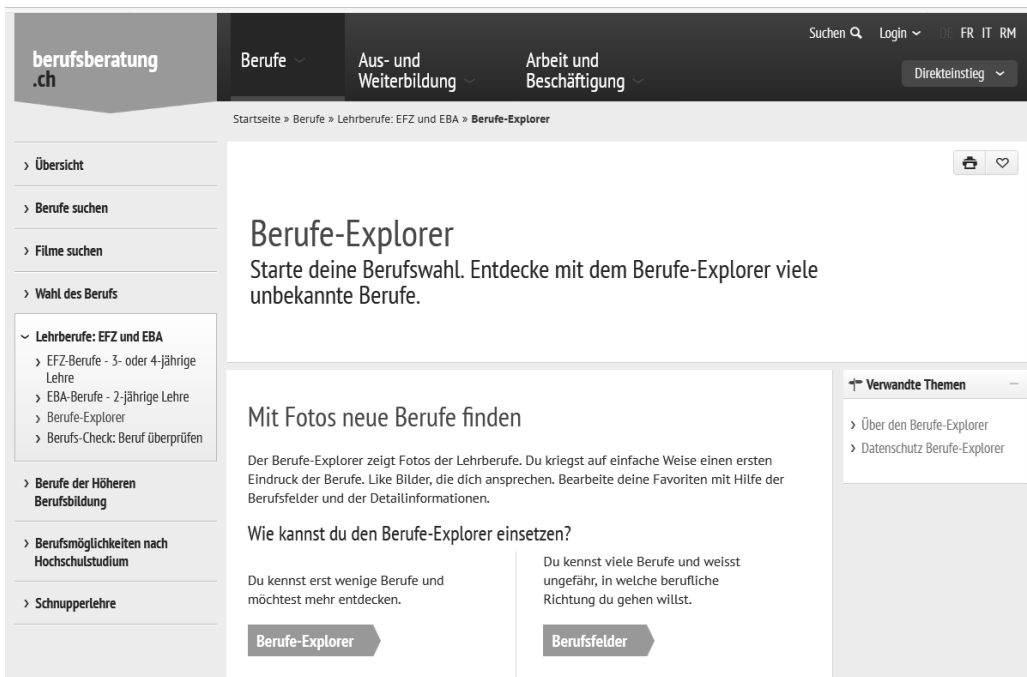 berufsberatung
.ch
Berufe
Aus- und
Weiterbildung
Arbeit und
Beschäftigung
Suchen
Login
DE FR IT RM
Direkteinstieg
Startseite » Berufe » Lehrberufe: EFZ und EBA » Berufe-Explorer
› Übersicht
› Berufe suchen
› Filme suchen
› Wahl des Berufs
Lehrberufe: EFZ und EBA
› EFZ-Berufe - 3- oder 4-jährige
Lehre
› EBA-Berufe - 2-jährige Lehre
› Berufe-Explorer
› Berufs-Check: Beruf überprüfen
› Berufe der Höheren
Berufsbildung
› Berufsmöglichkeiten nach
Hochschulstudium
› Schnupperlehre
Berufe-Explorer
Starte deine Berufswahl. Entdecke mit dem Berufe-Explorer viele
unbekannte Berufe.
Mit Fotos neue Berufe finden
Der Berufe-Explorer zeigt Fotos der Lehrberufe. Du kriegst auf einfache Weise einen ersten
Eindruck der Berufe. Like Bilder, die dich ansprechen. Bearbeite deine Favoriten mit Hilfe der
Berufsfelder und der Detailinformationen.
Wie kannst du den Berufe-Explorer einsetzen?
Du kennst erst wenige Berufe und
möchtest mehr entdecken.
Berufe-Explorer
Du kennst viele Berufe und weisst
ungefähr, in welche berufliche
Richtung du gehen willst.
Berufsfelder
Verwandte Themen
› Über den Berufe-Explorer
› Datenschutz Berufe-Explorer